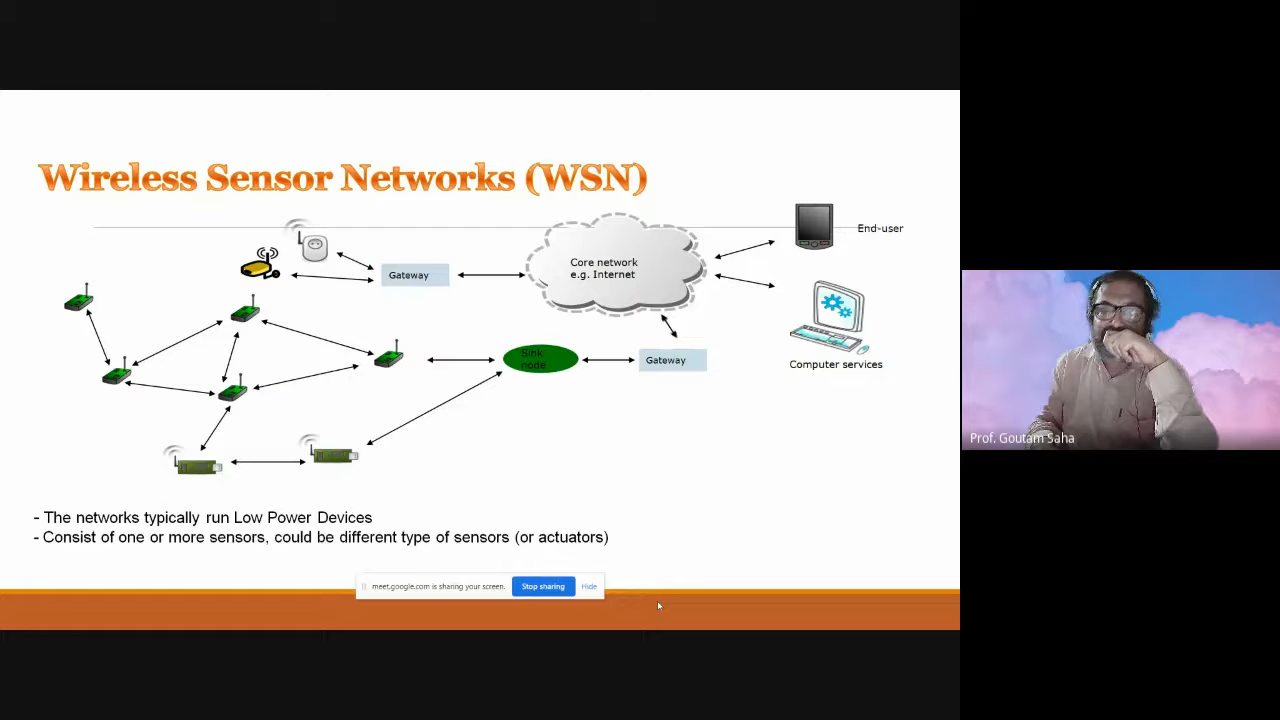 Wireless Sensor Networks (WSN)
End-user
Core network
e.g. Internet
Gateway
Sink
node
Gateway
Computer services
Prof. Goutam Saha
- The networks typically run Low Power Devices
- Consist of one or more sensors, could be different type of sensors (or actuators)
meet.google.com is sharing your screen.
Stop sharing
Hide